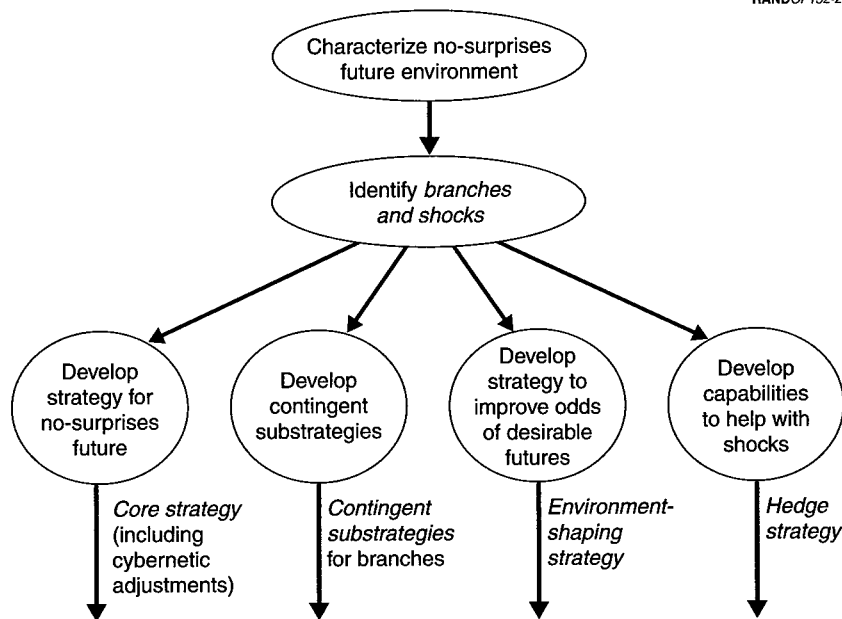 Characterize no-surprises
future environment
Identify branches
and shocks
Develop
strategy for
no-surprises
future
Develop
contingent
substrategies
Develop
strategy to
improve odds
of desirable
futures
Develop
capabilities
to help with
shocks
Core strategy
(including
cybernetic
adjustments)
Contingent
substrategies
for branches
Environment-
shaping
strategy
Hedge
strategy